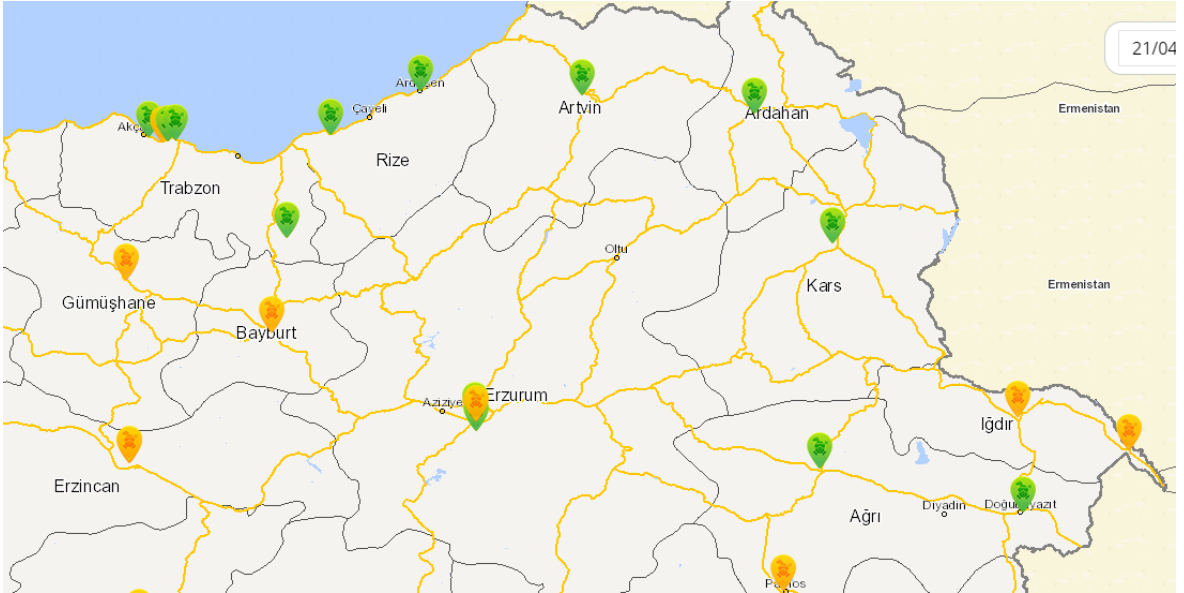 21/04
Ardeşen
Çayeli
Artvin
Ardahan
Ermenistan
Akç
Rize
Trabzon
Oltu
Kars
Ermenistan
Gümüşhane
Bayburt
Aziziye
Erzurum
Iğdır
Erzincan
Ağrı
Diyadin
Doğubayazıt
Patnos